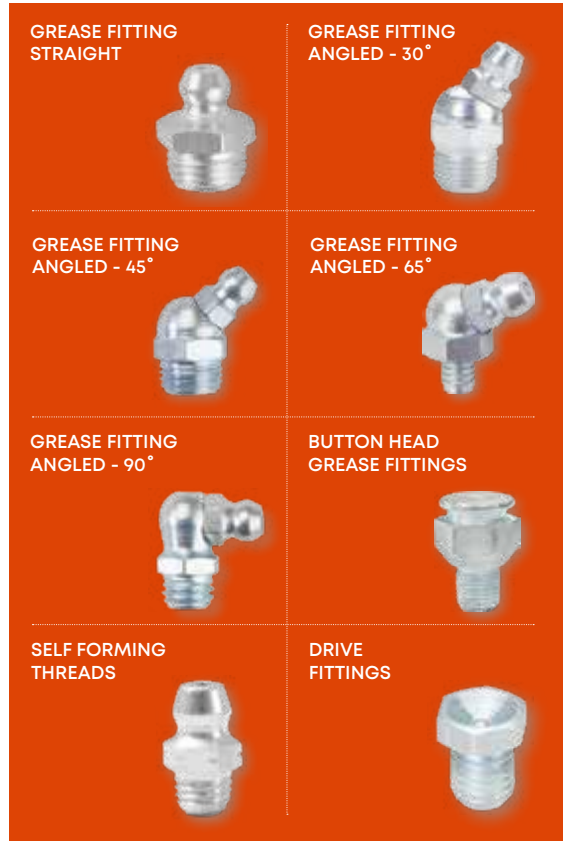 GREASE FITTING
STRAIGHT
GREASE FITTING
ANGLED - 30°
GREASE FITTING
ANGLED - 45°
GREASE FITTING
ANGLED - 65°
GREASE FITTING
ANGLED - 90°
BUTTON HEAD
GREASE FITTINGS
SELF FORMING
THREADS
DRIVE
FITTINGS